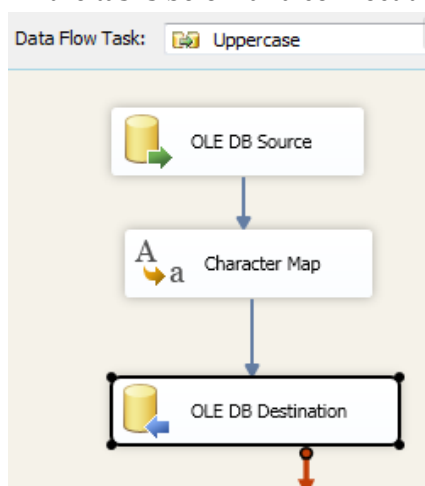 Data Flow Task: Uppercase
OLE DB Source
A
a Character Map
OLE DB Destination